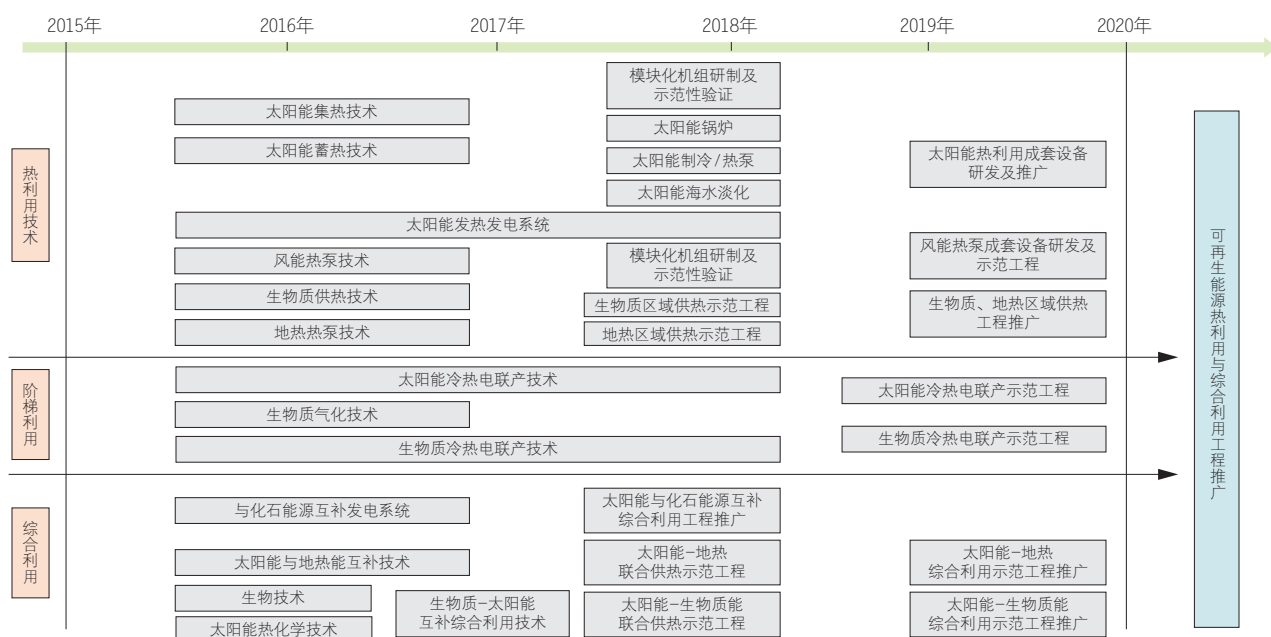 2015年
2016年
2017年
2018年
2019年
2020年
热利用技术
太阳能集热技术
太阳能蓄热技术
模块化机组研制及
示范性验证
太阳能锅炉
太阳能制冷/热泵
太阳能海水淡化
太阳能热利用成套设备
研发及推广
太阳能发热发电系统
风能热泵技术
模块化机组研制及
示范性验证
风能热泵成套设备研发及
示范工程
生物质供热技术
生物质区域供热示范工程
生物质、地热区域供热
工程推广
地热热泵技术
地热区域供热示范工程
阶梯利用
太阳能冷热电联产技术
太阳能冷热电联产示范工程
生物质气化技术
生物质冷热电联产技术
生物质冷热电联产示范工程
综合利用
与化石能源互补发电系统
太阳能与化石能源互补
综合利用工程推广
太阳能与地热能互补技术
太阳能-地热
联合供热示范工程
太阳能-地热
综合利用示范工程推广
生物技术
太阳能热化学技术
生物质-太阳能
互补综合利用技术
太阳能-生物质能
联合供热示范工程
太阳能-生物质能
综合利用示范工程推广
可再生能源热利用与综合利用工程推广